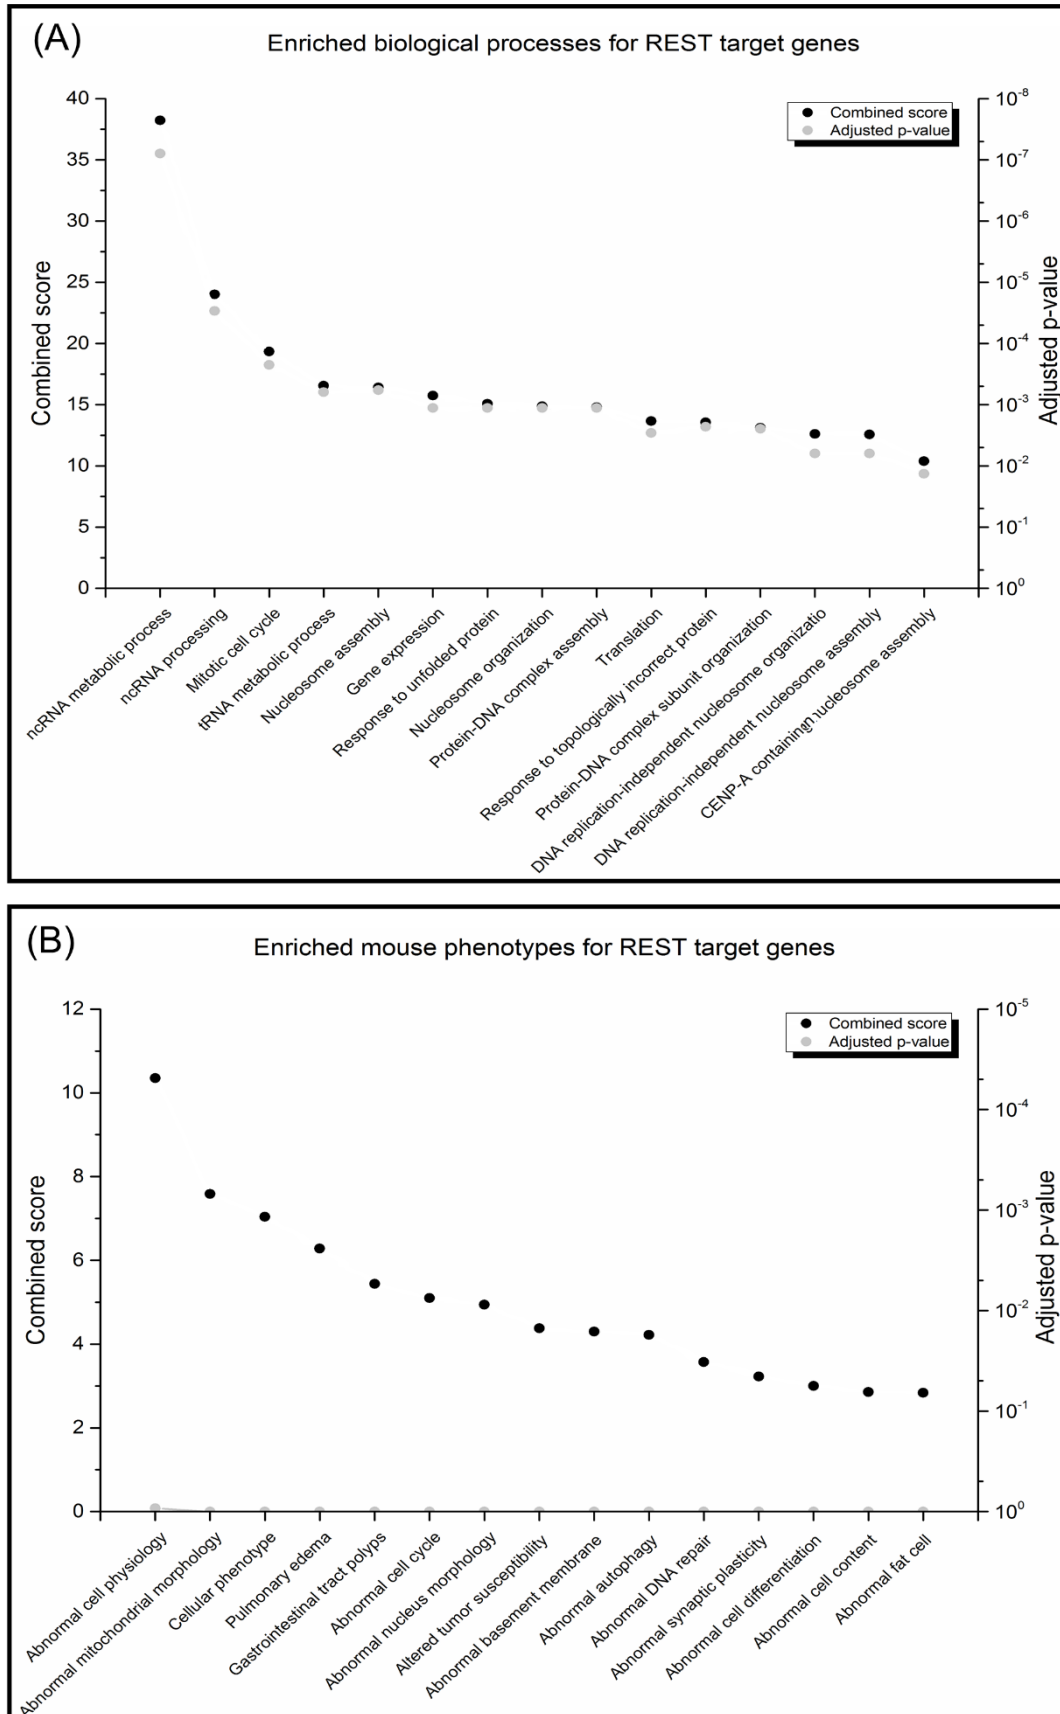 (A)
Enriched biological processes for REST target genes
40
35
30
25
20
15
10
5
0
Combined score
10-8
10-7
10-6
10-5
10-4
10-3
10-2
10-1
100
Adjusted p-value
Combined score
Adjusted p-value
ncRNA metabolic process
ncRNA processing
Mitotic cell cycle
tRNA metabolic process
Nucleosome assembly
Gene expression
Response to unfolded protein
Nucleosome organization
Protein-DNA complex assembly
Translation
Response to topologically incorrect protein
Protein-DNA complex subunit organization
DNA replication-independent nucleosome organizatio
DNA replication-independent nucleosome assembly
CENP-A containing nucleosome assembly
(B)
Enriched mouse phenotypes for REST target genes
12
10
8
6
4
2
0
Combined score
10-5
10-4
10-3
10-2
10-1
100
Adjusted p-value
Combined score
Adjusted p-value
Abnormal cell physiology
Abnormal mitochondrial morphology
Cellular phenotype
Pulmonary edema
Gastrointestinal tract polyps
Abnormal cell cycle
Abnormal nucleus morphology
Altered tumor susceptibility
Abnormal basement membrane
Abnormal autophagy
Abnormal DNA repair
Abnormal synaptic plasticity
Abnormal cell differentiation
Abnormal cell content
Abnormal fat cell